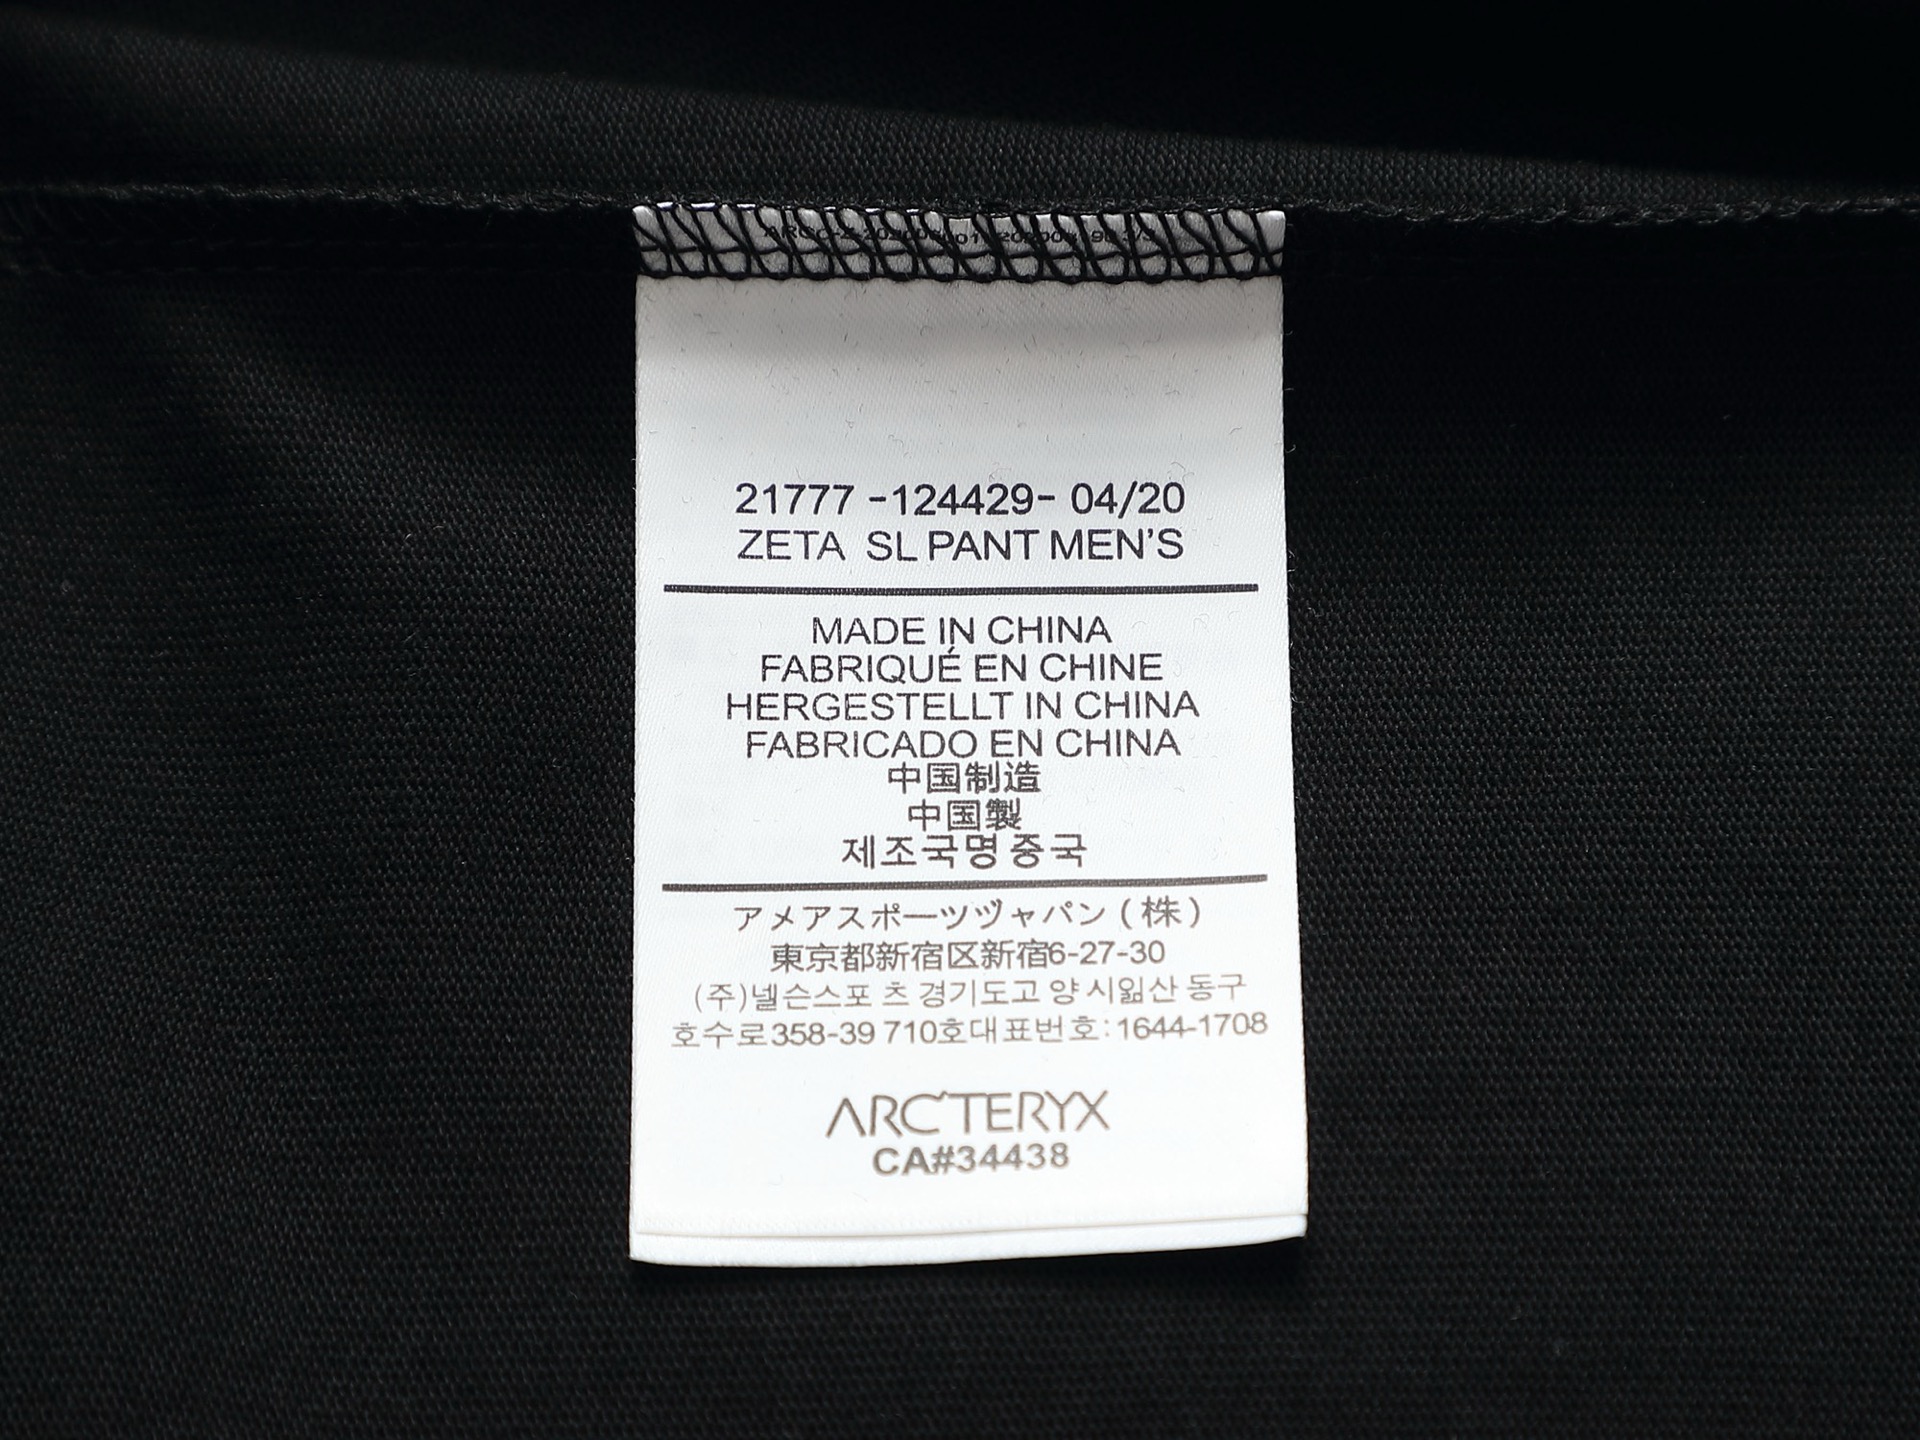 21777 -124429- 04/20
ZETA SL PANT MEN'S
MADE IN CHINA
FABRIQUÉ EN CHINE
HERGESTELLT IN CHINA
FABRICADO EN CHINA
中国制造
中国製
제조국명 중국
アメアスポーツヅャパン (株)
東京都新宿区新宿6-27-30
(주)넬슨스포 츠 경기도고 양 시읾산 동구
호수로358-39 710호대표번호: 1644-1708
ARC'TERYX
CA#34438